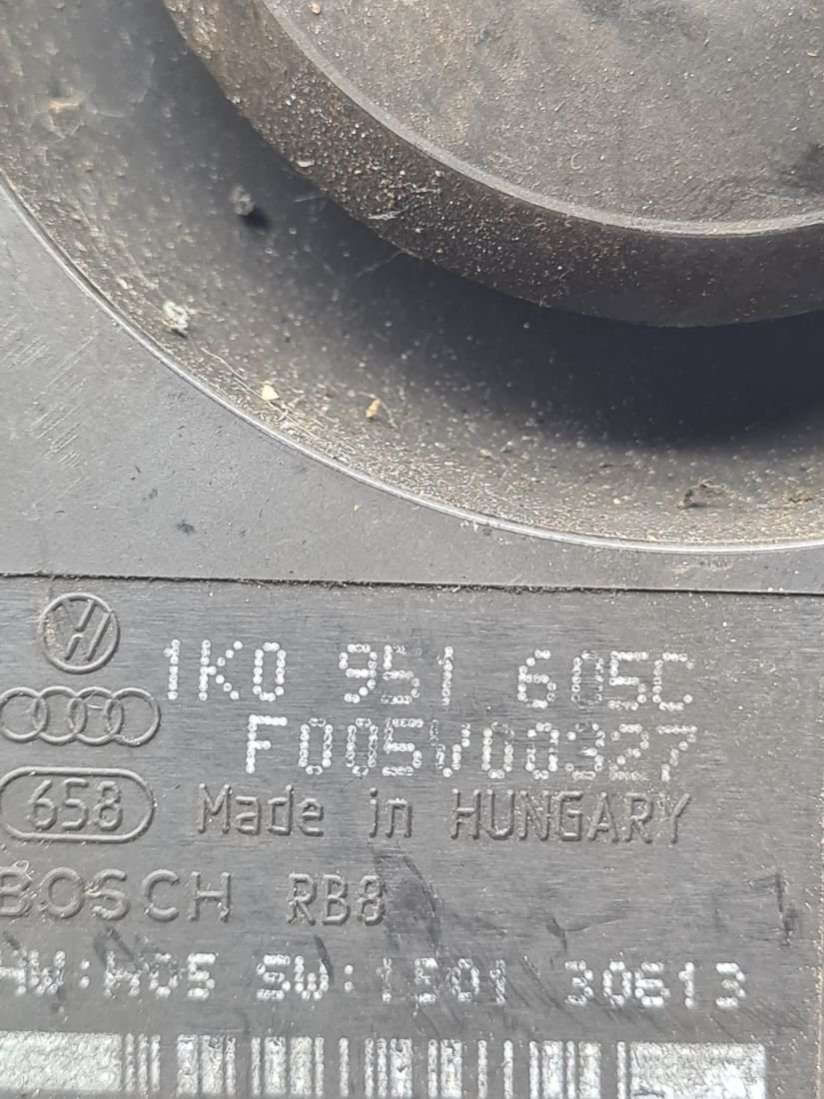 1K0 951 605C
F005V00327
658 Made in HUNGARY
BOSCH RB8
HW:H05 SW:1501 30613